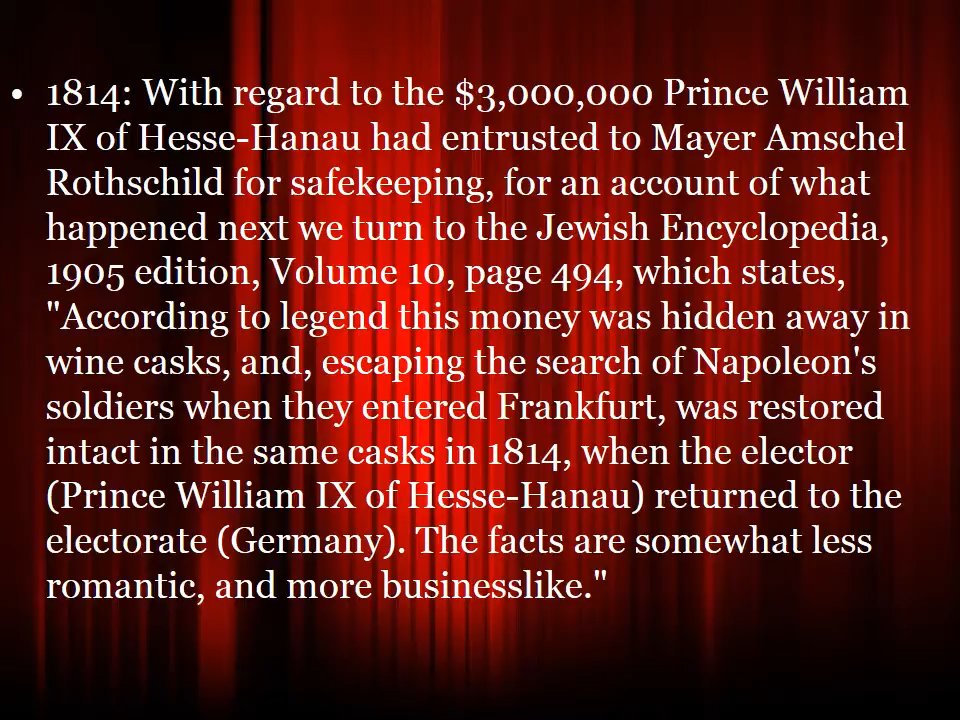 • 1814: With regard to the $3,000,000 Prince William
IX of Hesse-Hanau had entrusted to Mayer Amschel
Rothschild for safekeeping, for an account of what
happened next we turn to the Jewish Encyclopedia,
1905 edition, Volume 10, page 494, which states,
"According to legend this money was hidden away in
wine casks, and, escaping the search of Napoleon's
soldiers when they entered Frankfurt, was restored
intact in the same casks in 1814, when the elector
(Prince William IX of Hesse-Hanau) returned to the
electorate (Germany). The facts are somewhat less
romantic, and more businesslike."